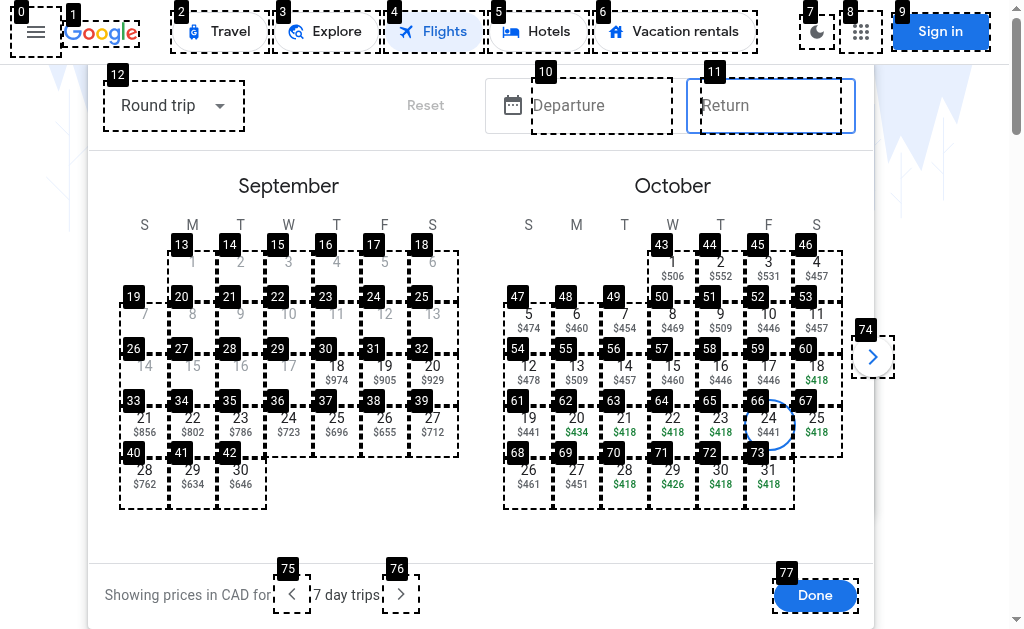 0 1 2 3 4 5 6 7 8 9
Google Travel Explore Flights Hotels Vacation rentals Sign in
12 10 11
Round trip Reset Departure Return
September October
S M T W T F S S M T W T F S
13 14 15 16 17 18 43 44 45 46
1 2 3 4 5 6 1 2 3 4
$506 $552 $531 $457
19 20 21 22 23 24 25 47 48 49 50 51 52 53
7 8 9 10 11 12 13 5 6 7 8 9 10 11
$474 $460 $454 $469 $509 $446 $457
74
26 27 28 29 30 31 32 54 55 56 57 58 59 60
14 15 16 17 18 19 20 12 13 14 15 16 17 18
$974 $905 $929 $478 $509 $457 $460 $446 $446 $418
33 34 35 36 37 38 39 61 62 63 64 65 66 67
21 22 23 24 25 26 27 19 20 21 22 23 24 25
$856 $802 $786 $723 $696 $655 $712 $441 $434 $418 $418 $418 $441 $418
40 41 42 68 69 70 71 72 73
28 29 30 26 27 28 29 30 31
$762 $634 $646 $461 $451 $418 $426 $418 $418
75 76 77
Showing prices in CAD for 7 day trips Done